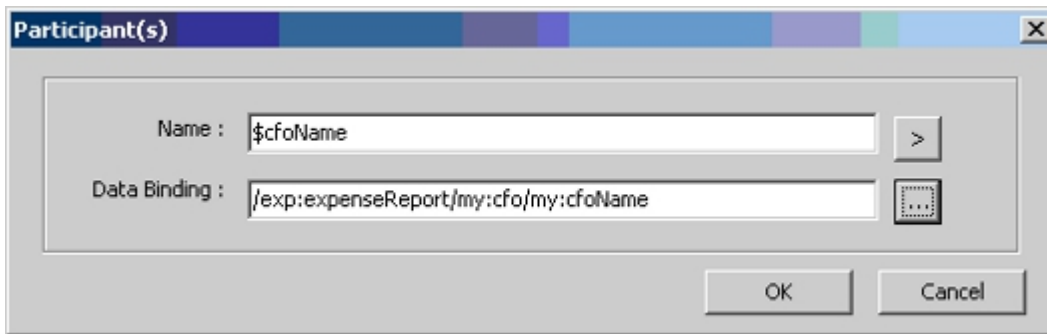 Participant(s)
Name : $cfoName >
Data Binding : /exp:expenseReport/my:cfo/my:cfoName ...
OK Cancel